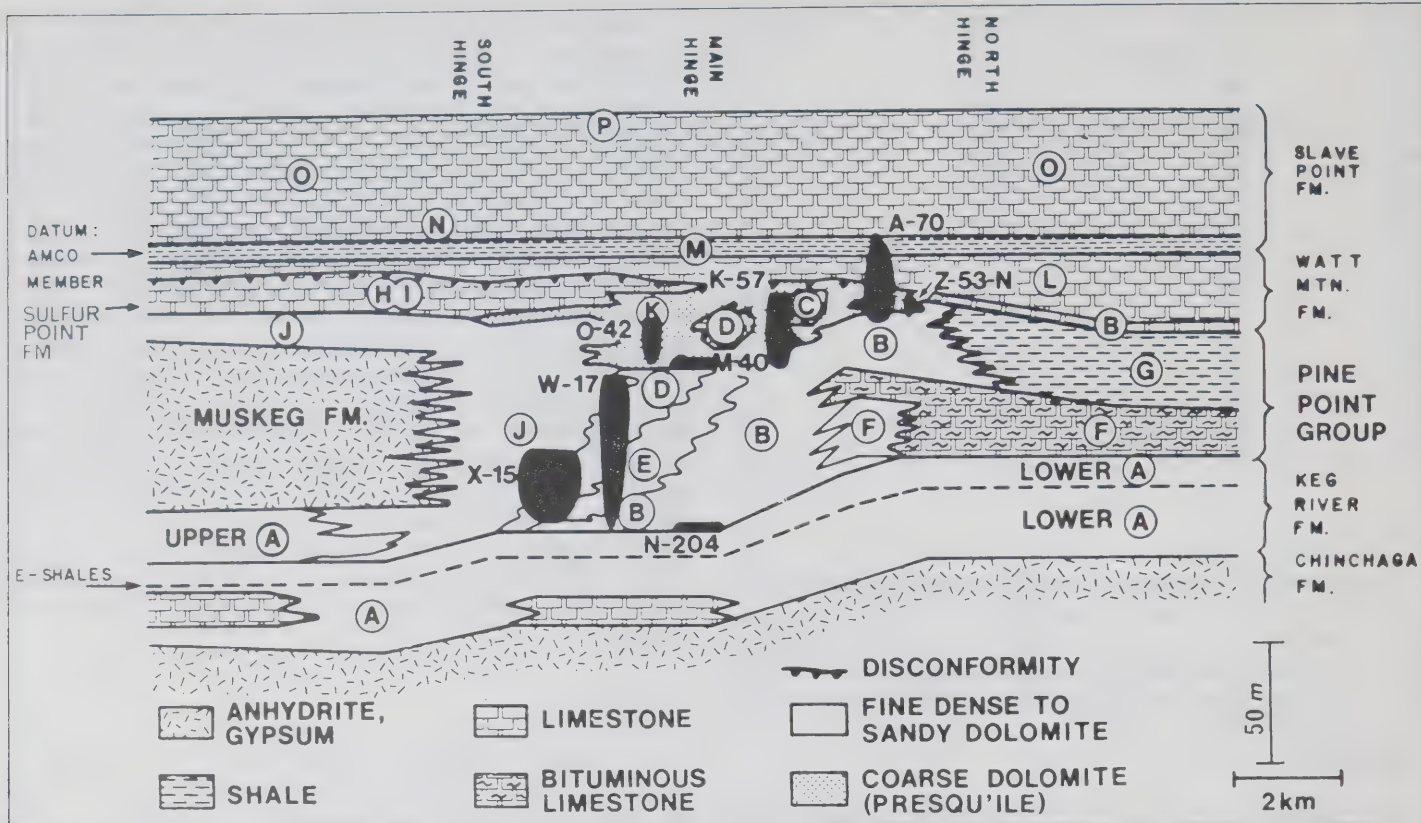 SOUTH HINGE
MAIN HINGE
NORTH HINGE
P
O
O
SLAVE POINT FM.
N
A-70
DATUM:
AMCO
MEMBER
M
K-57
Z-53-N
L
WATT MTN. FM.
H I
SULFUR
POINT
FM
J
O-42
K
D
C
B
B
M-40
W-17
D
G
MUSKEG FM.
PINE
POINT
GROUP
J
B
F
F
X-15
E
LOWER A
KEG
RIVER
FM.
B
UPPER A
LOWER A
N-204
E-SHALES
CHINCHAGA
FM.
A
DISCONFORMITY
ANHYDRITE,
GYPSUM
LIMESTONE
FINE DENSE TO
SANDY DOLOMITE
50 m
SHALE
BITUMINOUS
LIMESTONE
COARSE DOLOMITE
(PRESQU'ILE)
2km